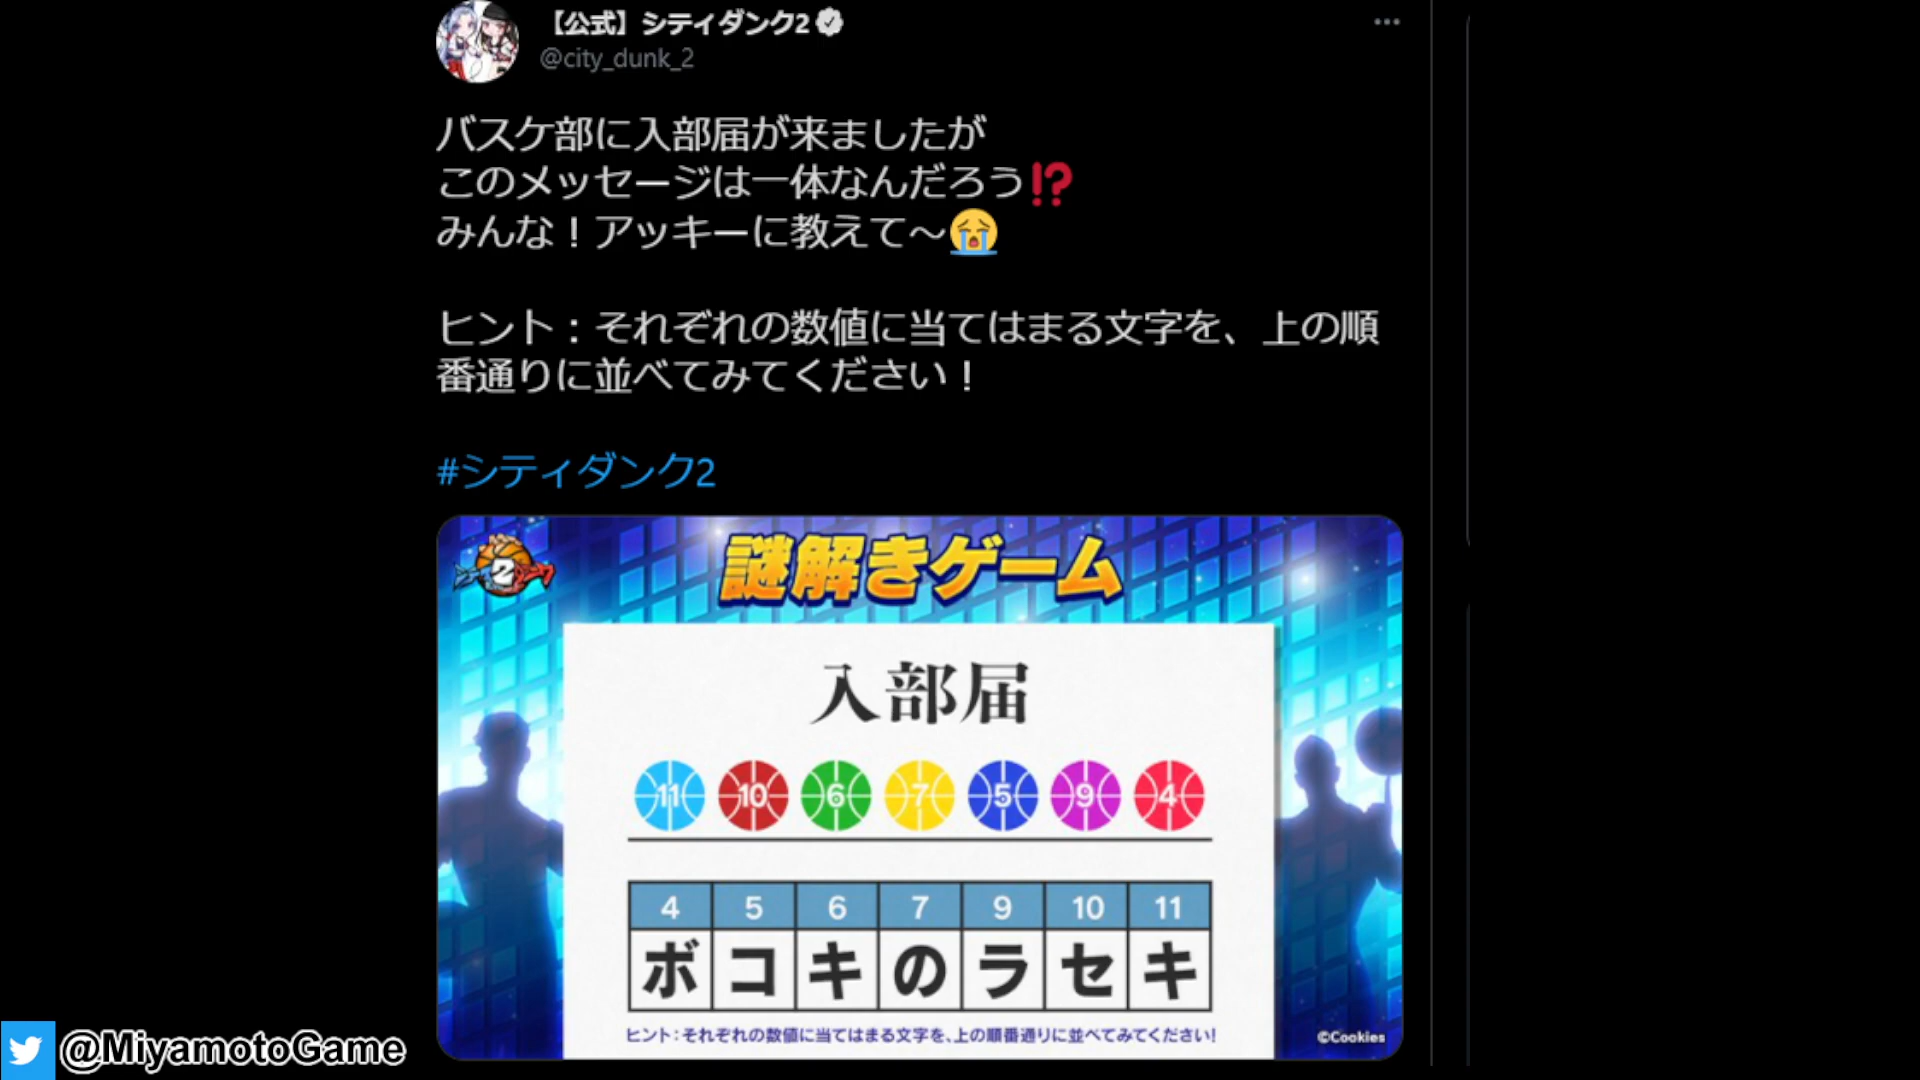 【公式】シティダンク2
@city_dunk_2
バスケ部に入部届が来ましたが
このメッセージは一体なんだろう⁉
みんな！アッキーに教えて〜😭
ヒント：それぞれの数値に当てはまる文字を、上の順
番通りに並べてみてください！
#シティダンク2
謎解きゲーム
入部届
11 10 6 7 5 9 4
4 5 6 7 9 10 11
ボ コ キ の ラ セ キ
ヒント：それぞれの数値に当てはまる文字を、上の順番通りに並べてみてください！
©Cookies
@MiyamotoGame